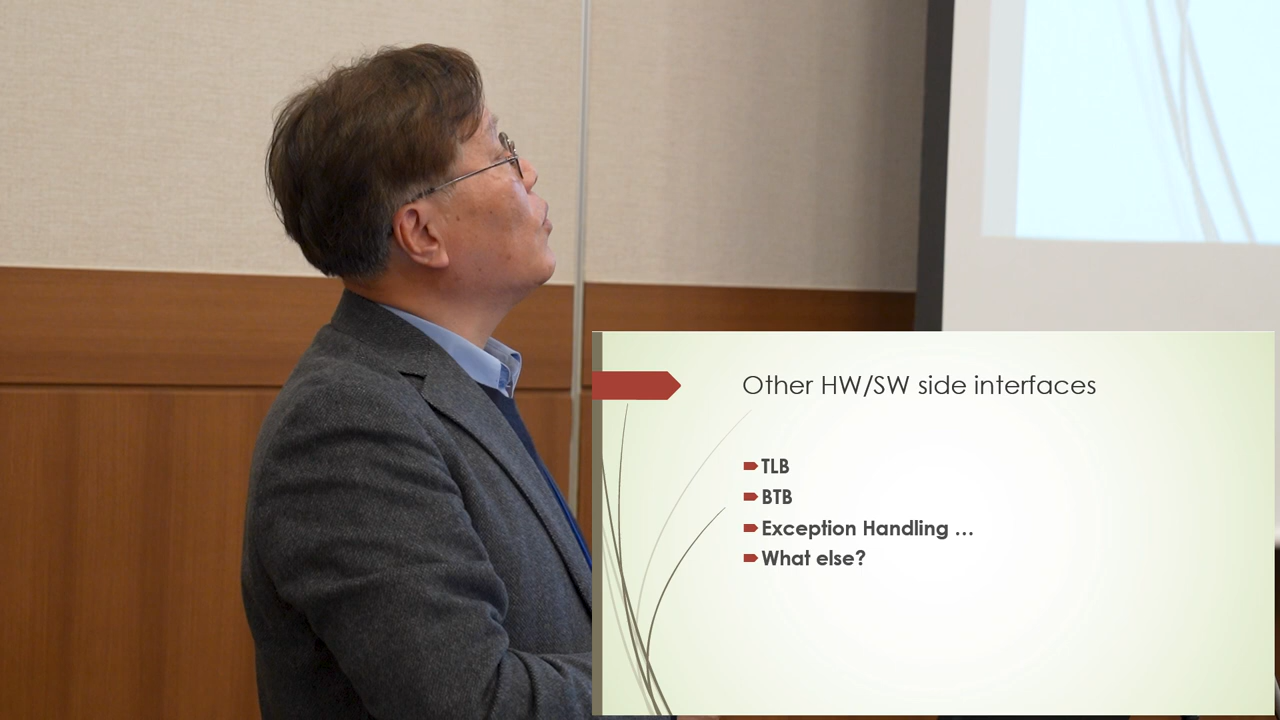 Other HW/SW side interfaces
TLB
BTB
Exception Handling …
What else?